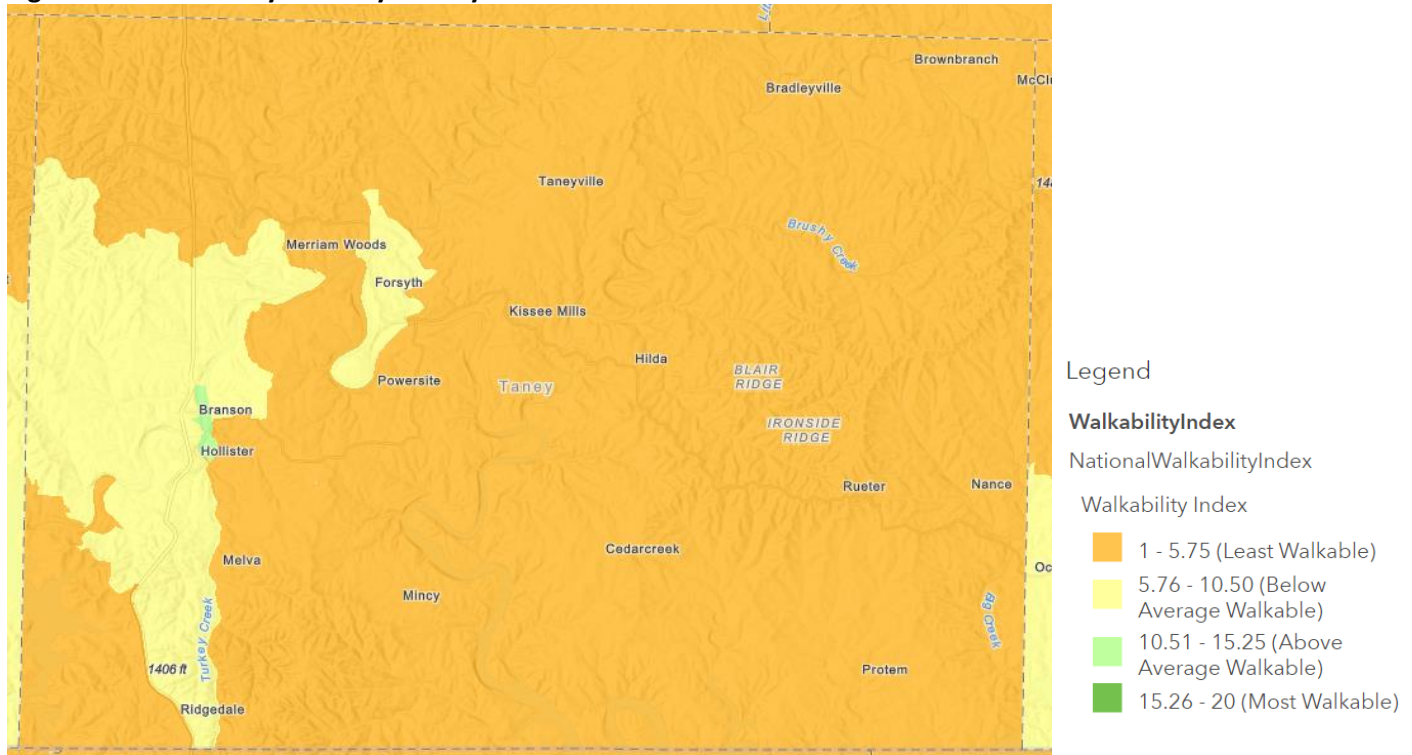 Brownbranch
Bradleyville
Taneyville
Brushy Creek
Merriam Woods
Forsyth
Kissee Mills
Hilda
BLAIR
RIDGE
Powersite
Taney
Branson
IRONSIDE
RIDGE
Hollister
Rueter
Nance
Cedarcreek
Melva
Mincy
Turkey Creek
Big Creek
1406 ft
Protem
Ridgedale
Legend
WalkabilityIndex
NationalWalkabilityIndex
Walkability Index
1 - 5.75 (Least Walkable)
5.76 - 10.50 (Below
Average Walkable)
10.51 - 15.25 (Above
Average Walkable)
15.26 - 20 (Most Walkable)